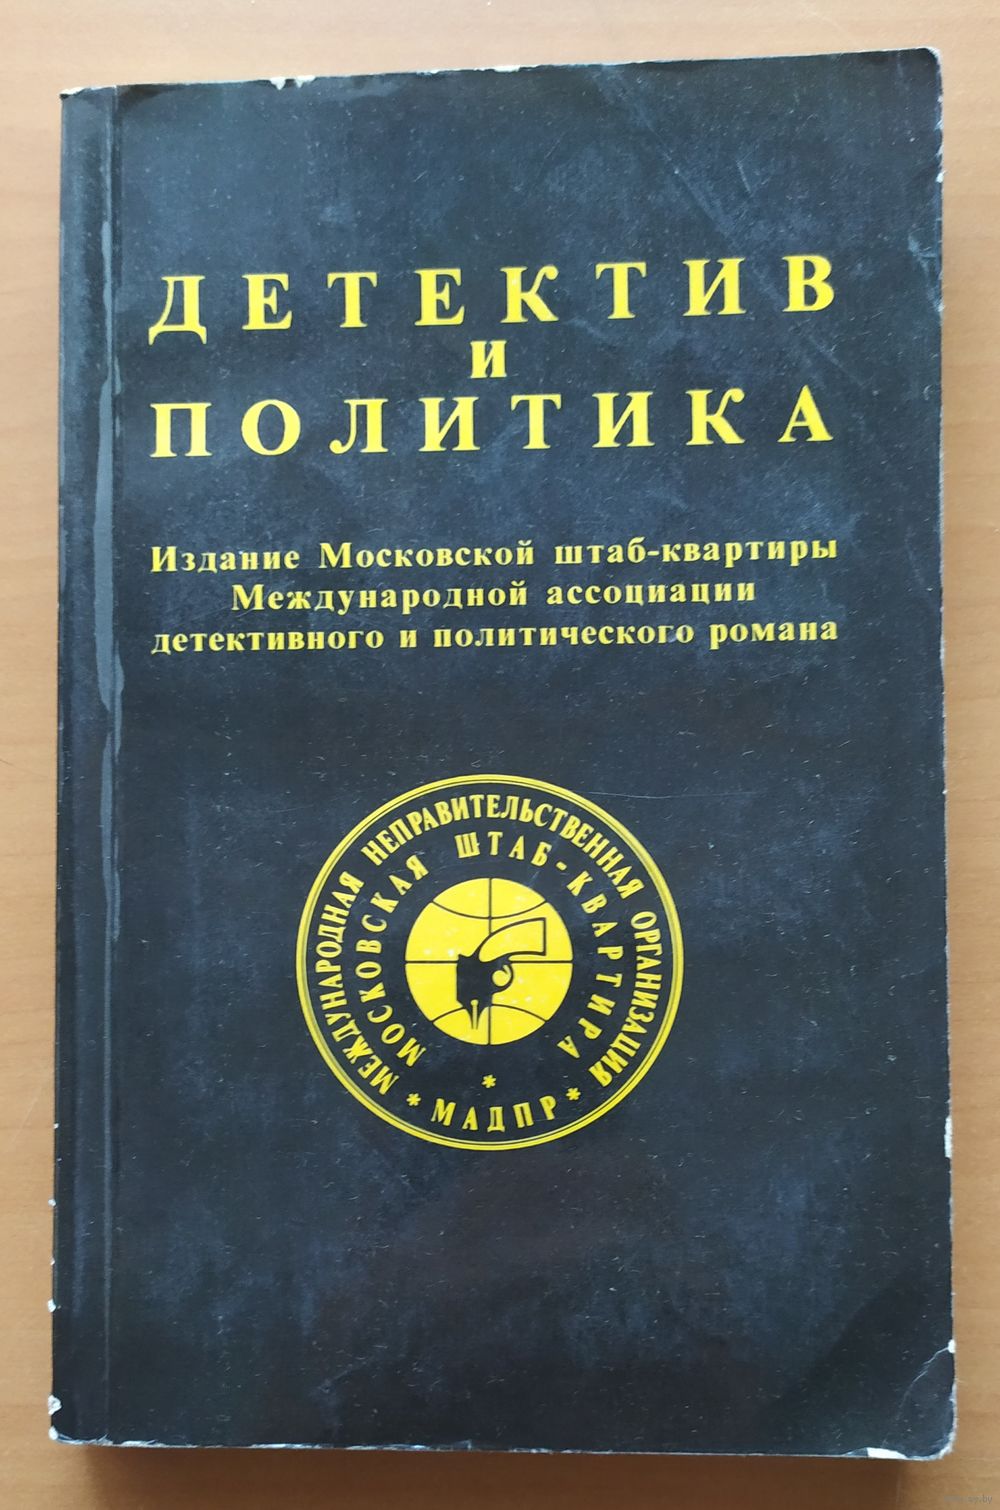 ДЕТЕКТИВ
И
ПОЛИТИКА
Издание Московской штаб-квартиры
Международной ассоциации
детективного и политического романа
МЕЖДУНАРОДНАЯ НЕПРАВИТЕЛЬСТВЕННАЯ ОРГАНИЗАЦИЯ
МОСКОВСКАЯ ШТАБ-КВАРТИРА
*
* МАДПР *